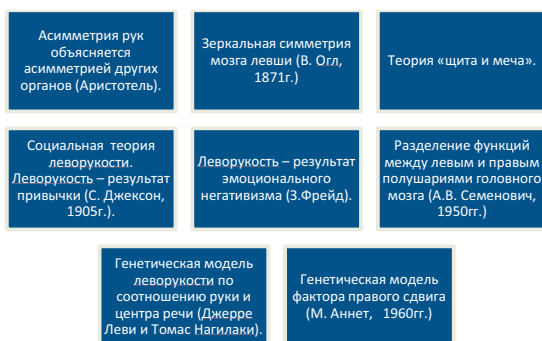 Асимметрия рук
объясняется
асимметрией других
органов (Аристотель).
Зеркальная симметрия
мозга левши (В. Огл,
1871г.)
Теория «щита и меча».
Социальная теория
леворукости.
Леворукость – результат
привычки (С. Джексон,
1905г.).
Леворукость – результат
эмоционального
негативизма (З.Фрейд).
Разделение функций
между левым и правым
полушариями головного
мозга (А.В. Семенович,
1950гг.)
Генетическая модель
леворукости по
соотношению руки и
центра речи (Джерре
Леви и Томас Нагилаки).
Генетическая модель
фактора правого сдвига
(М. Аннет, 1960гг.)